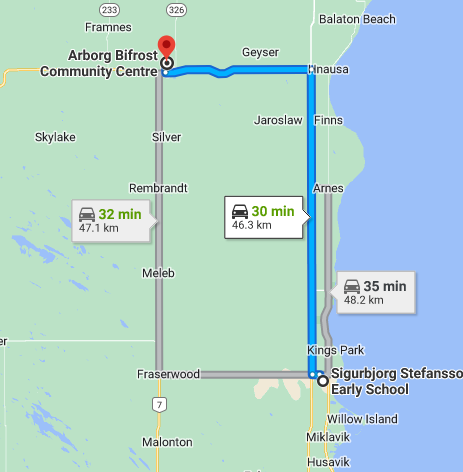 233
326
Framnes
Balaton Beach
Arborg Bifrost
Community Centre
Geyser
Hnausa
Jaroslaw
Finns
Skylake
Silver
Rembrandt
Arnes
32 min
47.1 km
30 min
46.3 km
Meleb
35 min
48.2 km
Kings Park
Fraserwood
Sigurbjorg Stefansso
Early School
7
Willow Island
Malonton
Miklavik
Husavik